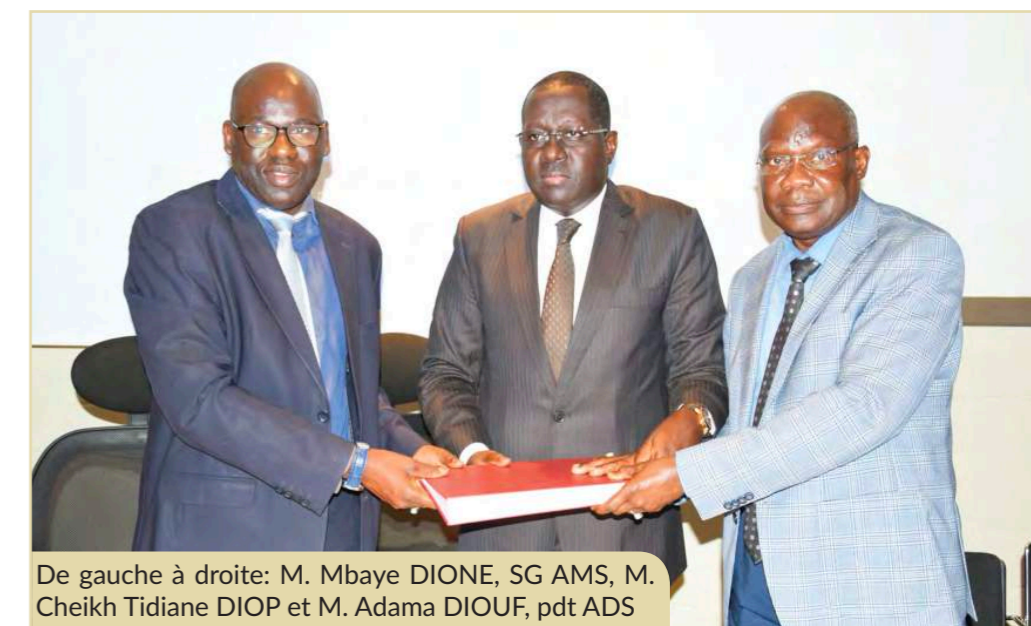 De gauche à droite: M. Mbaye DIONE, SG AMS, M.
Cheikh Tidiane DIOP et M. Adama DIOUF, pdt ADS